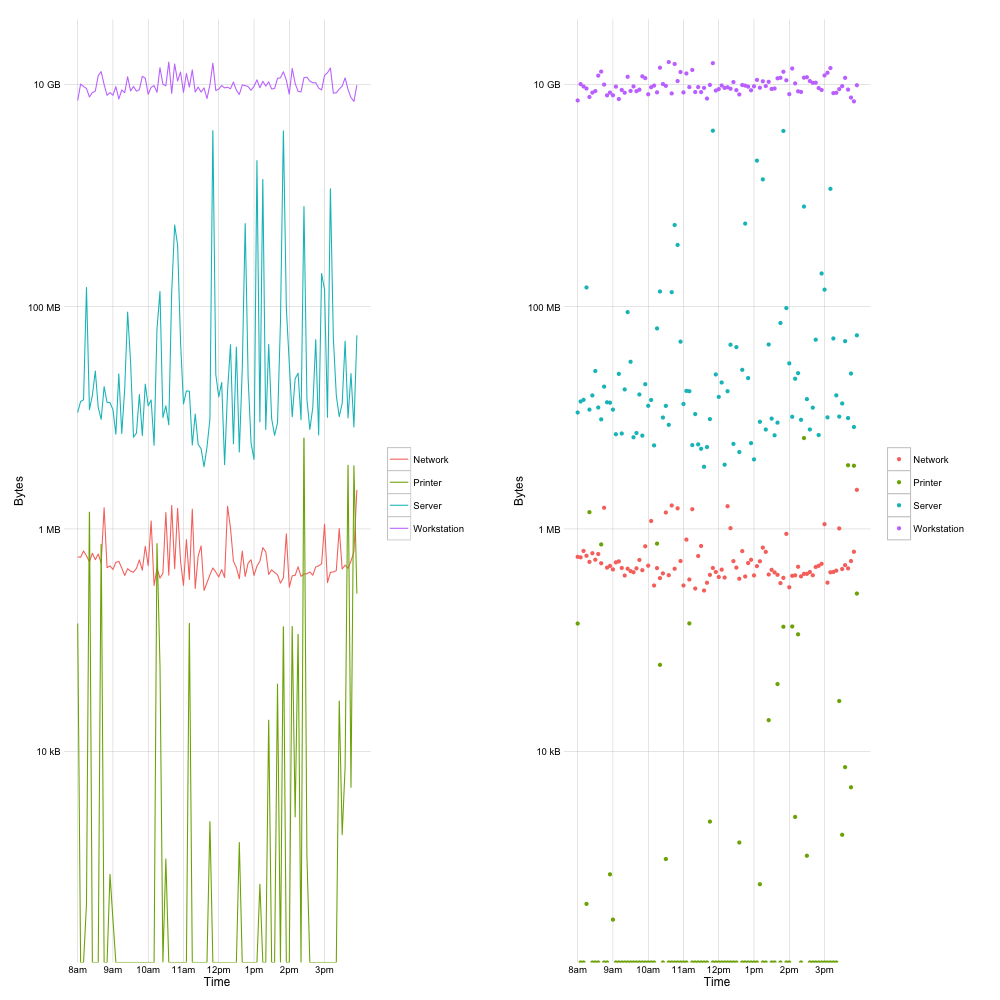 10 GB
100 MB
1 MB
10 kB
Bytes
8am 9am 10am 11am 12pm 1pm 2pm 3pm
Time
Network
Printer
Server
Workstation
10 GB
100 MB
1 MB
10 kB
Bytes
8am 9am 10am 11am 12pm 1pm 2pm 3pm
Time
Network
Printer
Server
Workstation